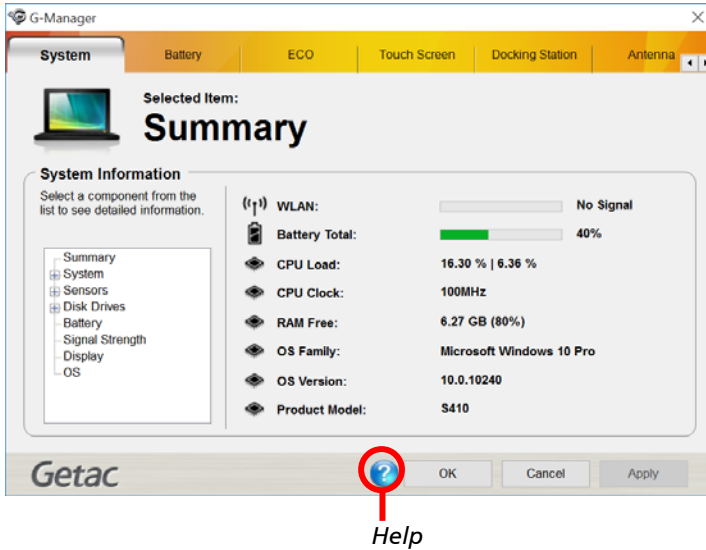 G-Manager
System Battery ECO Touch Screen Docking Station Antenna
Selected Item:
Summary
System Information
Select a component from the
list to see detailed information.
Summary
System
Sensors
Disk Drives
Battery
Signal Strength
Display
OS
WLAN: No Signal
Battery Total: 40%
CPU Load: 16.30 % | 6.36 %
CPU Clock: 100MHz
RAM Free: 6.27 GB (80%)
OS Family: Microsoft Windows 10 Pro
OS Version: 10.0.10240
Product Model: S410
Getac ? OK Cancel Apply
Help